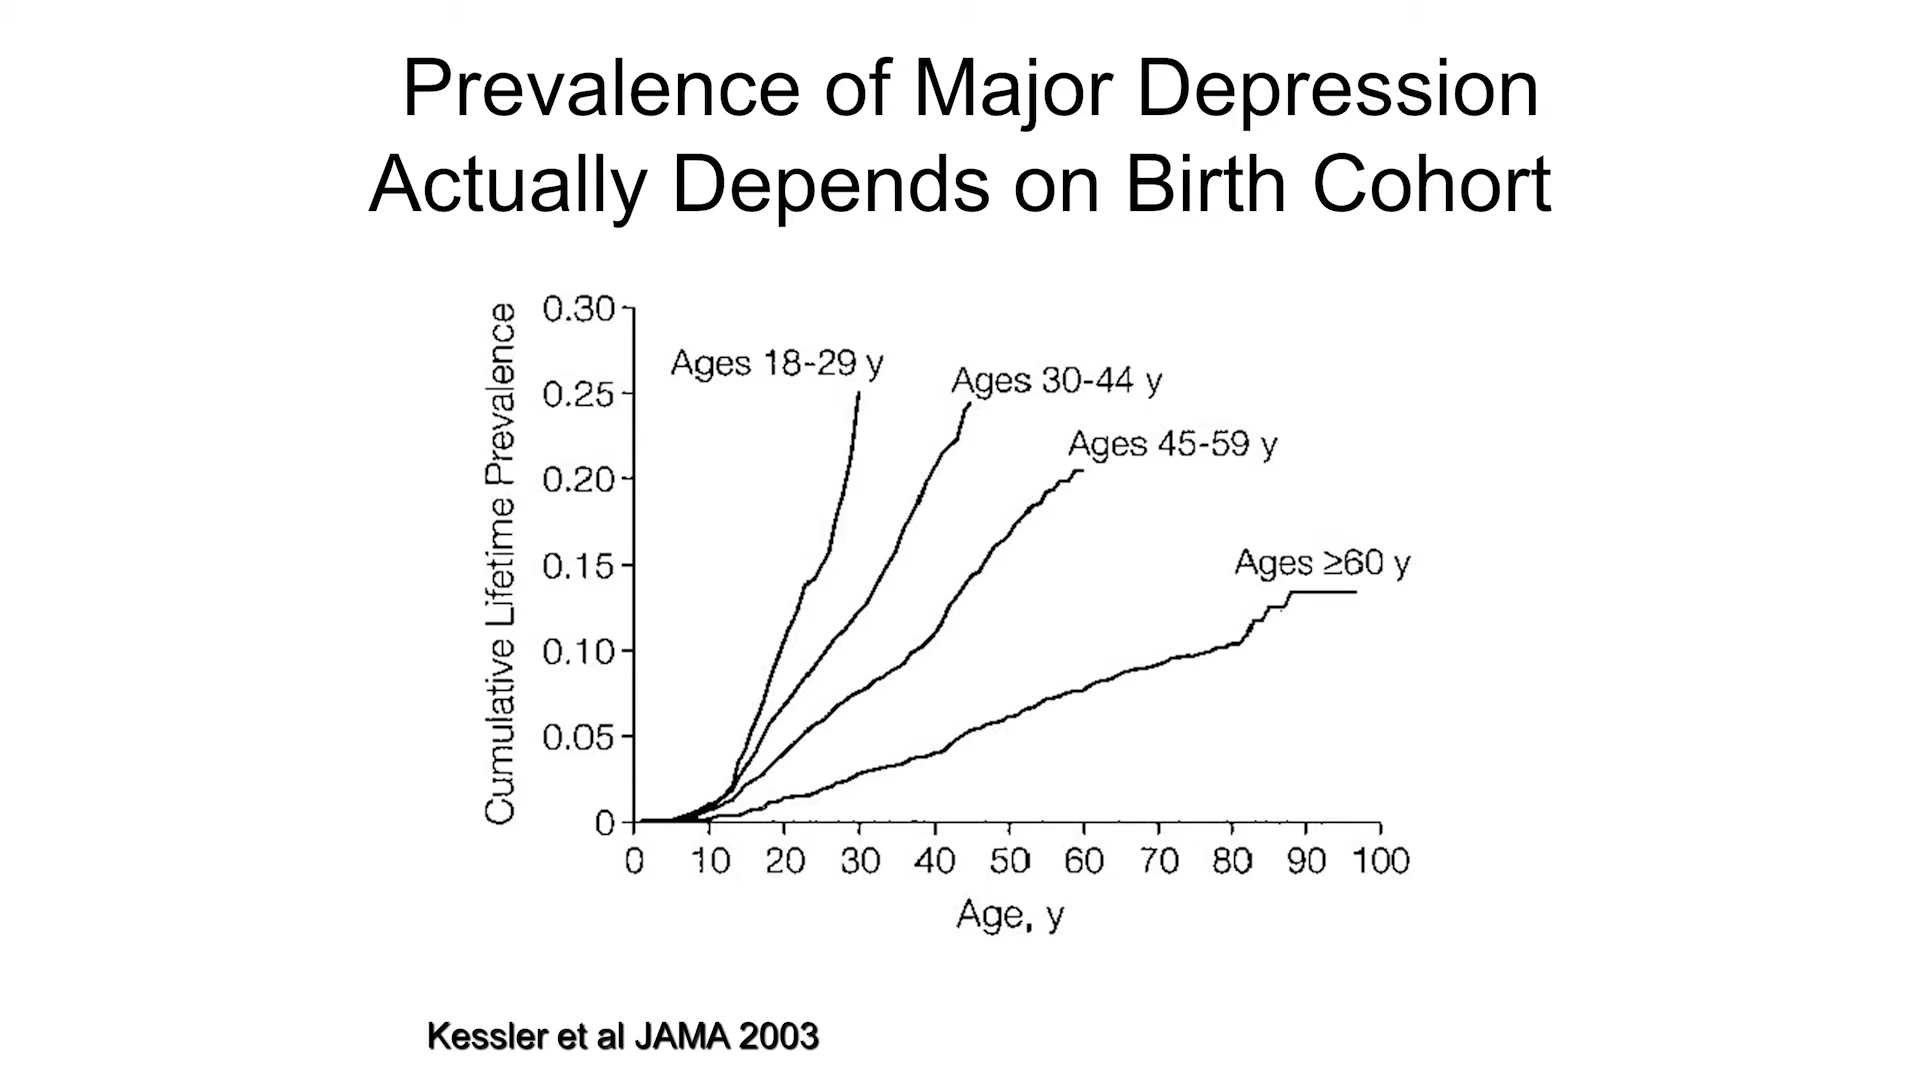 Prevalence of Major Depression
Actually Depends on Birth Cohort
Cumulative Lifetime Prevalence
0.30
0.25
0.20
0.15
0.10
0.05
0
Ages 18-29 y
Ages 30-44 y
Ages 45-59 y
Ages ≥60 y
0 10 20 30 40 50 60 70 80 90 100
Age, y
Kessler et al JAMA 2003